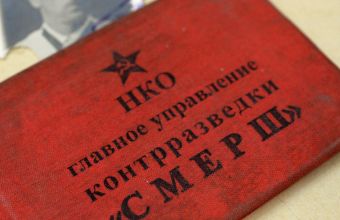 НКО
главное управление
контрразведки
«СМЕРШ»